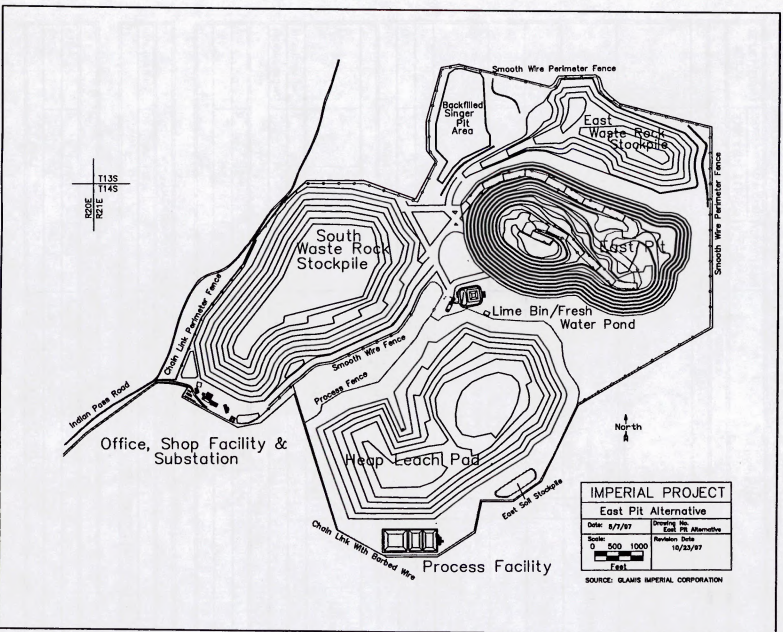 Smooth Wire Perimeter Fence
Backfilled
Singer
Pit
Area
East
Waste Rock
Stockpile
T13S
T14S
R20E
R21E
Smooth Wire Perimeter Fence
South
Waste Rock
Stockpile
East Pit
Chain Link Perimeter Fence
Lime Bin/Fresh
Water Pond
Smooth Wire Fence
Process Fence
Indian Pass Road
North
Office, Shop Facility &
Substation
Heap Leach Pad
East Soil Stockpile
Chain Link With Barbed Wire
Process Facility
IMPERIAL PROJECT
East Pit Alternative
Date: 8/7/97
Drawing No.
East Pit Alternative
Scale:
0 500 1000
Feet
Revision Date
10/23/97
SOURCE: GLAMIS IMPERIAL CORPORATION